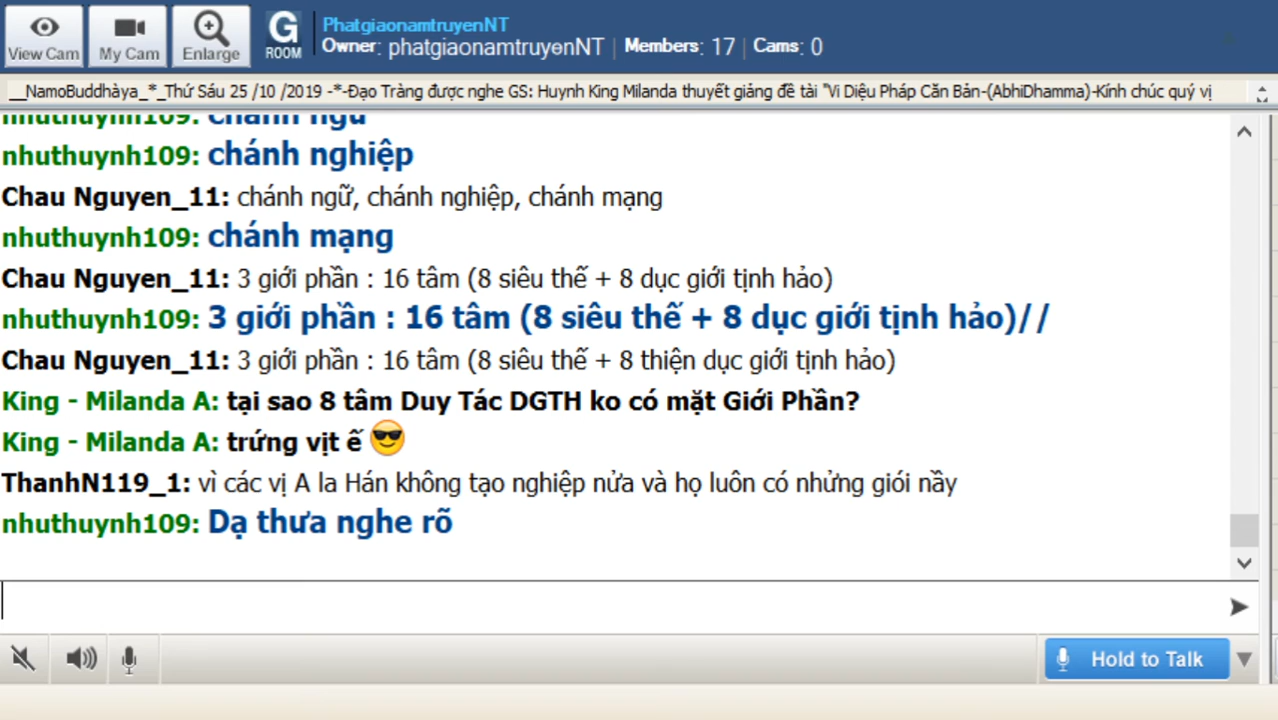 PhatgiaonamtruyenNT
View Cam
My Cam
Enlarge
G ROOM
Owner: phatgiaonamtruyenNT | Members: 17 | Cams: 0
__NamoBuddhàya_*_Thứ Sáu 25 /10 /2019 -*-Đạo Tràng được nghe GS: Huynh King Milanda thuyết giảng đề tài "Vi Diệu Pháp Căn Bản-(AbhiDhamma)-Kính chúc quý vị
nhuthuynh109: chánh ngữ
nhuthuynh109: chánh nghiệp
Chau Nguyen_11: chánh ngữ, chánh nghiệp, chánh mạng
nhuthuynh109: chánh mạng
Chau Nguyen_11: 3 giới phần : 16 tâm (8 siêu thế + 8 dục giới tịnh hảo)
nhuthuynh109: 3 giới phần : 16 tâm (8 siêu thế + 8 dục giới tịnh hảo)//
Chau Nguyen_11: 3 giới phần : 16 tâm (8 siêu thế + 8 thiện dục giới tịnh hảo)
King - Milanda A: tại sao 8 tâm Duy Tác DGTH ko có mặt Giới Phần?
King - Milanda A: trứng vịt ế 😎
ThanhN119_1: vì các vị A la Hán không tạo nghiệp nửa và họ luôn có nhửng giói nầy
nhuthuynh109: Dạ thưa nghe rõ
Hold to Talk